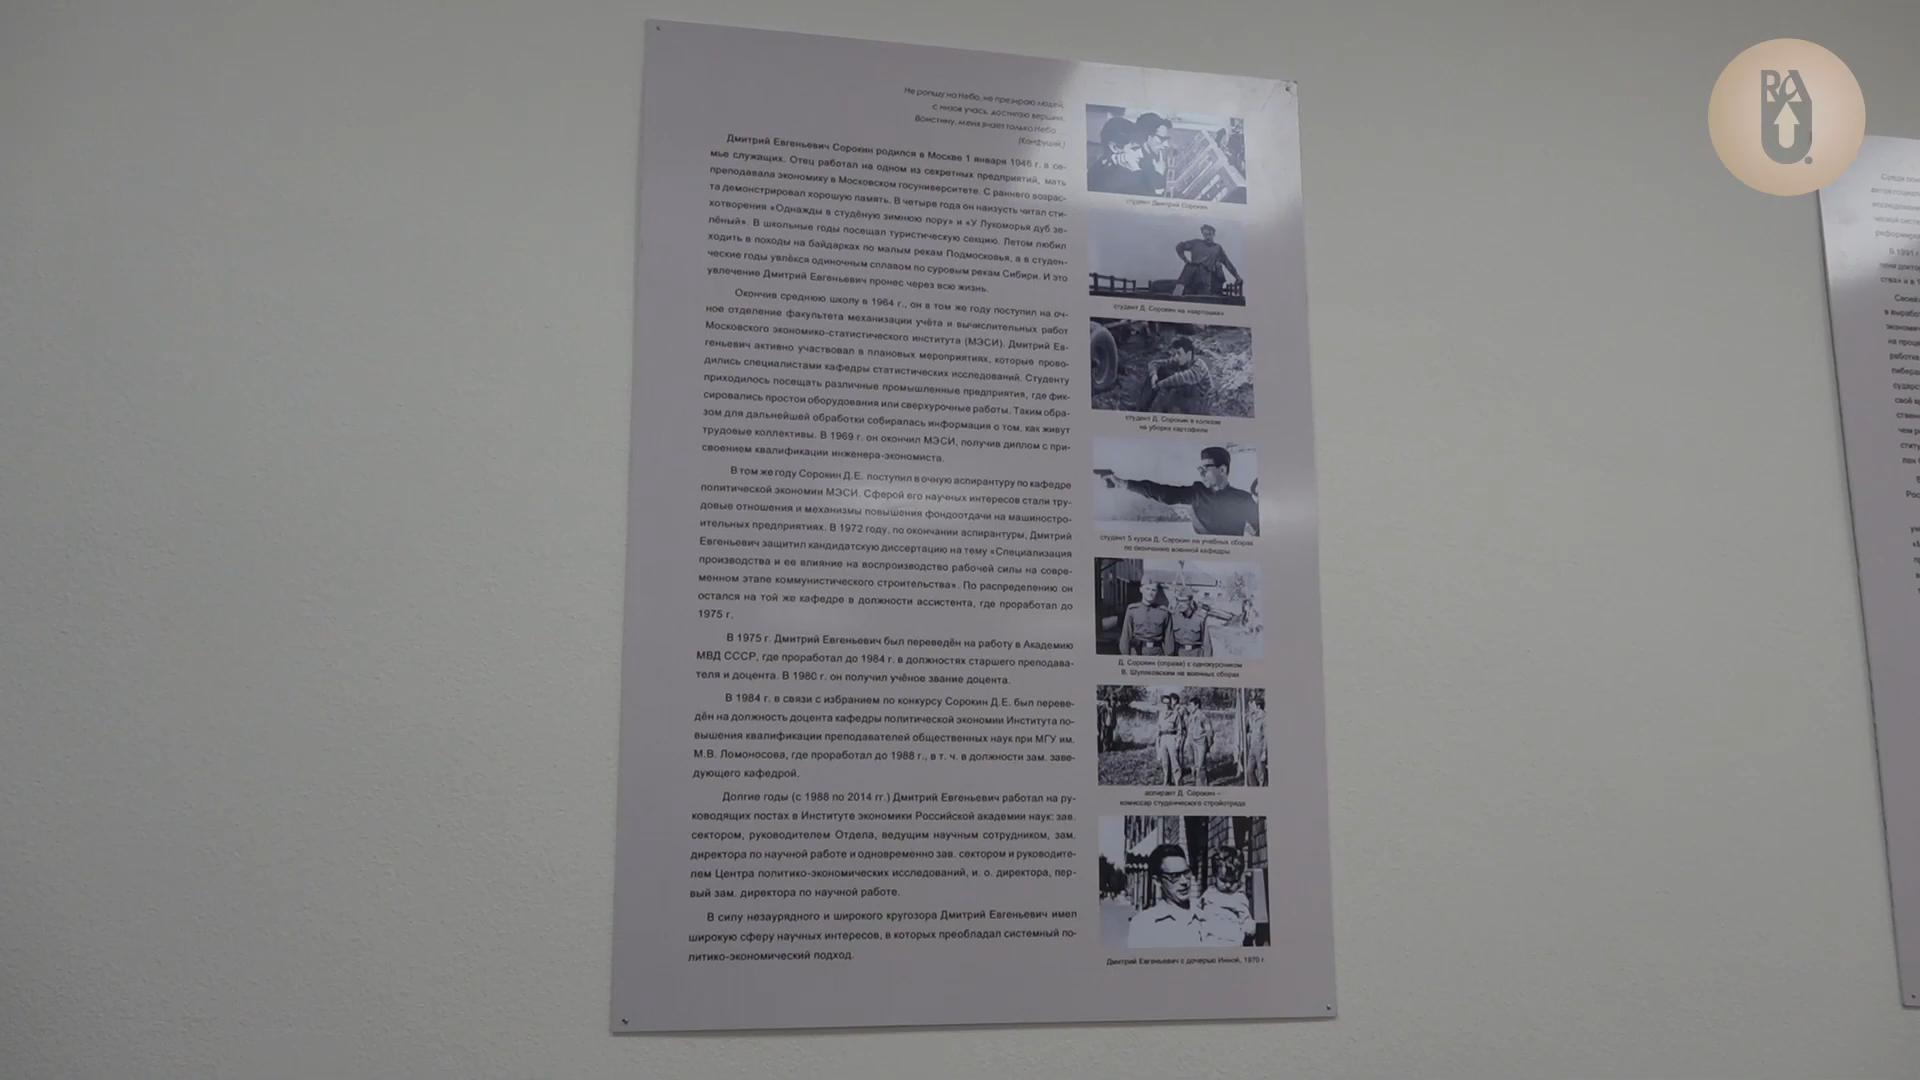 Не ропщу на Небо, не презираю людей,
с низов учась, достигаю вершин.
Воистину, меня знает только Небо...
(Конфуций)
Дмитрий Евгеньевич Сорокин родился в Москве 1 января 1946 г. в се-
мье служащих. Отец работал на одном из секретных предприятий, мать
преподавала экономику в Московском госуниверситете. С раннего возрас-
та демонстрировал хорошую память. В четыре года он наизусть читал сти-
хотворения «Однажды в студёную зимнюю пору» и «У Лукоморья дуб зе-
лёный». В школьные годы посещал туристическую секцию. Летом любил
ходить в походы на байдарках по малым рекам Подмосковья, а в студен-
ческие годы увлёкся одиночным сплавом по суровым рекам Сибири. И это
увлечение Дмитрий Евгеньевич пронес через всю жизнь.
Окончив среднюю школу в 1964 г., он в том же году поступил на оч-
ное отделение факультета механизации учёта и вычислительных работ
Московского экономико-статистического института (МЭСИ). Дмитрий Ев-
геньевич активно участвовал в плановых мероприятиях, которые прово-
дились специалистами кафедры статистических исследований. Студенту
приходилось посещать различные промышленные предприятия, где фик-
сировались простои оборудования или сверхурочные работы. Таким обра-
зом для дальнейшей обработки собиралась информация о том, как живут
трудовые коллективы. В 1969 г. он окончил МЭСИ, получив диплом с при-
своением квалификации инженера-экономиста.
В том же году Сорокин Д.Е. поступил в очную аспирантуру по кафедре
политической экономии МЭСИ. Сферой его научных интересов стали тру-
довые отношения и механизмы повышения фондоотдачи на машиностро-
ительных предприятиях. В 1972 году, по окончании аспирантуры, Дмитрий
Евгеньевич защитил кандидатскую диссертацию на тему «Специализация
производства и ее влияние на воспроизводство рабочей силы на совре-
менном этапе коммунистического строительства». По распределению он
остался на той же кафедре в должности ассистента, где проработал до
1975 г.
В 1975 г. Дмитрий Евгеньевич был переведён на работу в Академию
МВД СССР, где проработал до 1984 г. в должностях старшего преподава-
теля и доцента. В 1980 г. он получил учёное звание доцента.
В 1984 г. в связи с избранием по конкурсу Сорокин Д.Е. был переве-
дён на должность доцента кафедры политической экономии Института по-
вышения квалификации преподавателей общественных наук при МГУ им.
М.В. Ломоносова, где проработал до 1988 г., в т. ч. в должности зам. заве-
дующего кафедрой.
Долгие годы (с 1988 по 2014 гг.) Дмитрий Евгеньевич работал на ру-
ководящих постах в Институте экономики Российской академии наук: зав.
сектором, руководителем Отдела, ведущим научным сотрудником, зам.
директора по научной работе и одновременно зав. сектором и руководите-
лем Центра политико-экономических исследований, и. о. директора, пер-
вый зам. директора по научной работе.
В силу незаурядного и широкого кругозора Дмитрий Евгеньевич имел
широкую сферу научных интересов, в которых преобладал системный по-
литико-экономический подход.
студент Дмитрий Сорокин
студент Д. Сорокин на «картошке»
студент Д. Сорокин в колхозе
на уборке картофеля
студент 5 курса Д. Сорокин на учебных сборах
по окончанию военной кафедры
Д. Сорокин (справа) с однокурсником
В. Шупяковским на военных сборах
аспирант Д. Сорокин –
комиссар студенческого стройотряда
Дмитрий Евгеньевич с дочерью Инной, 1970 г.
RAU
В 1991 г